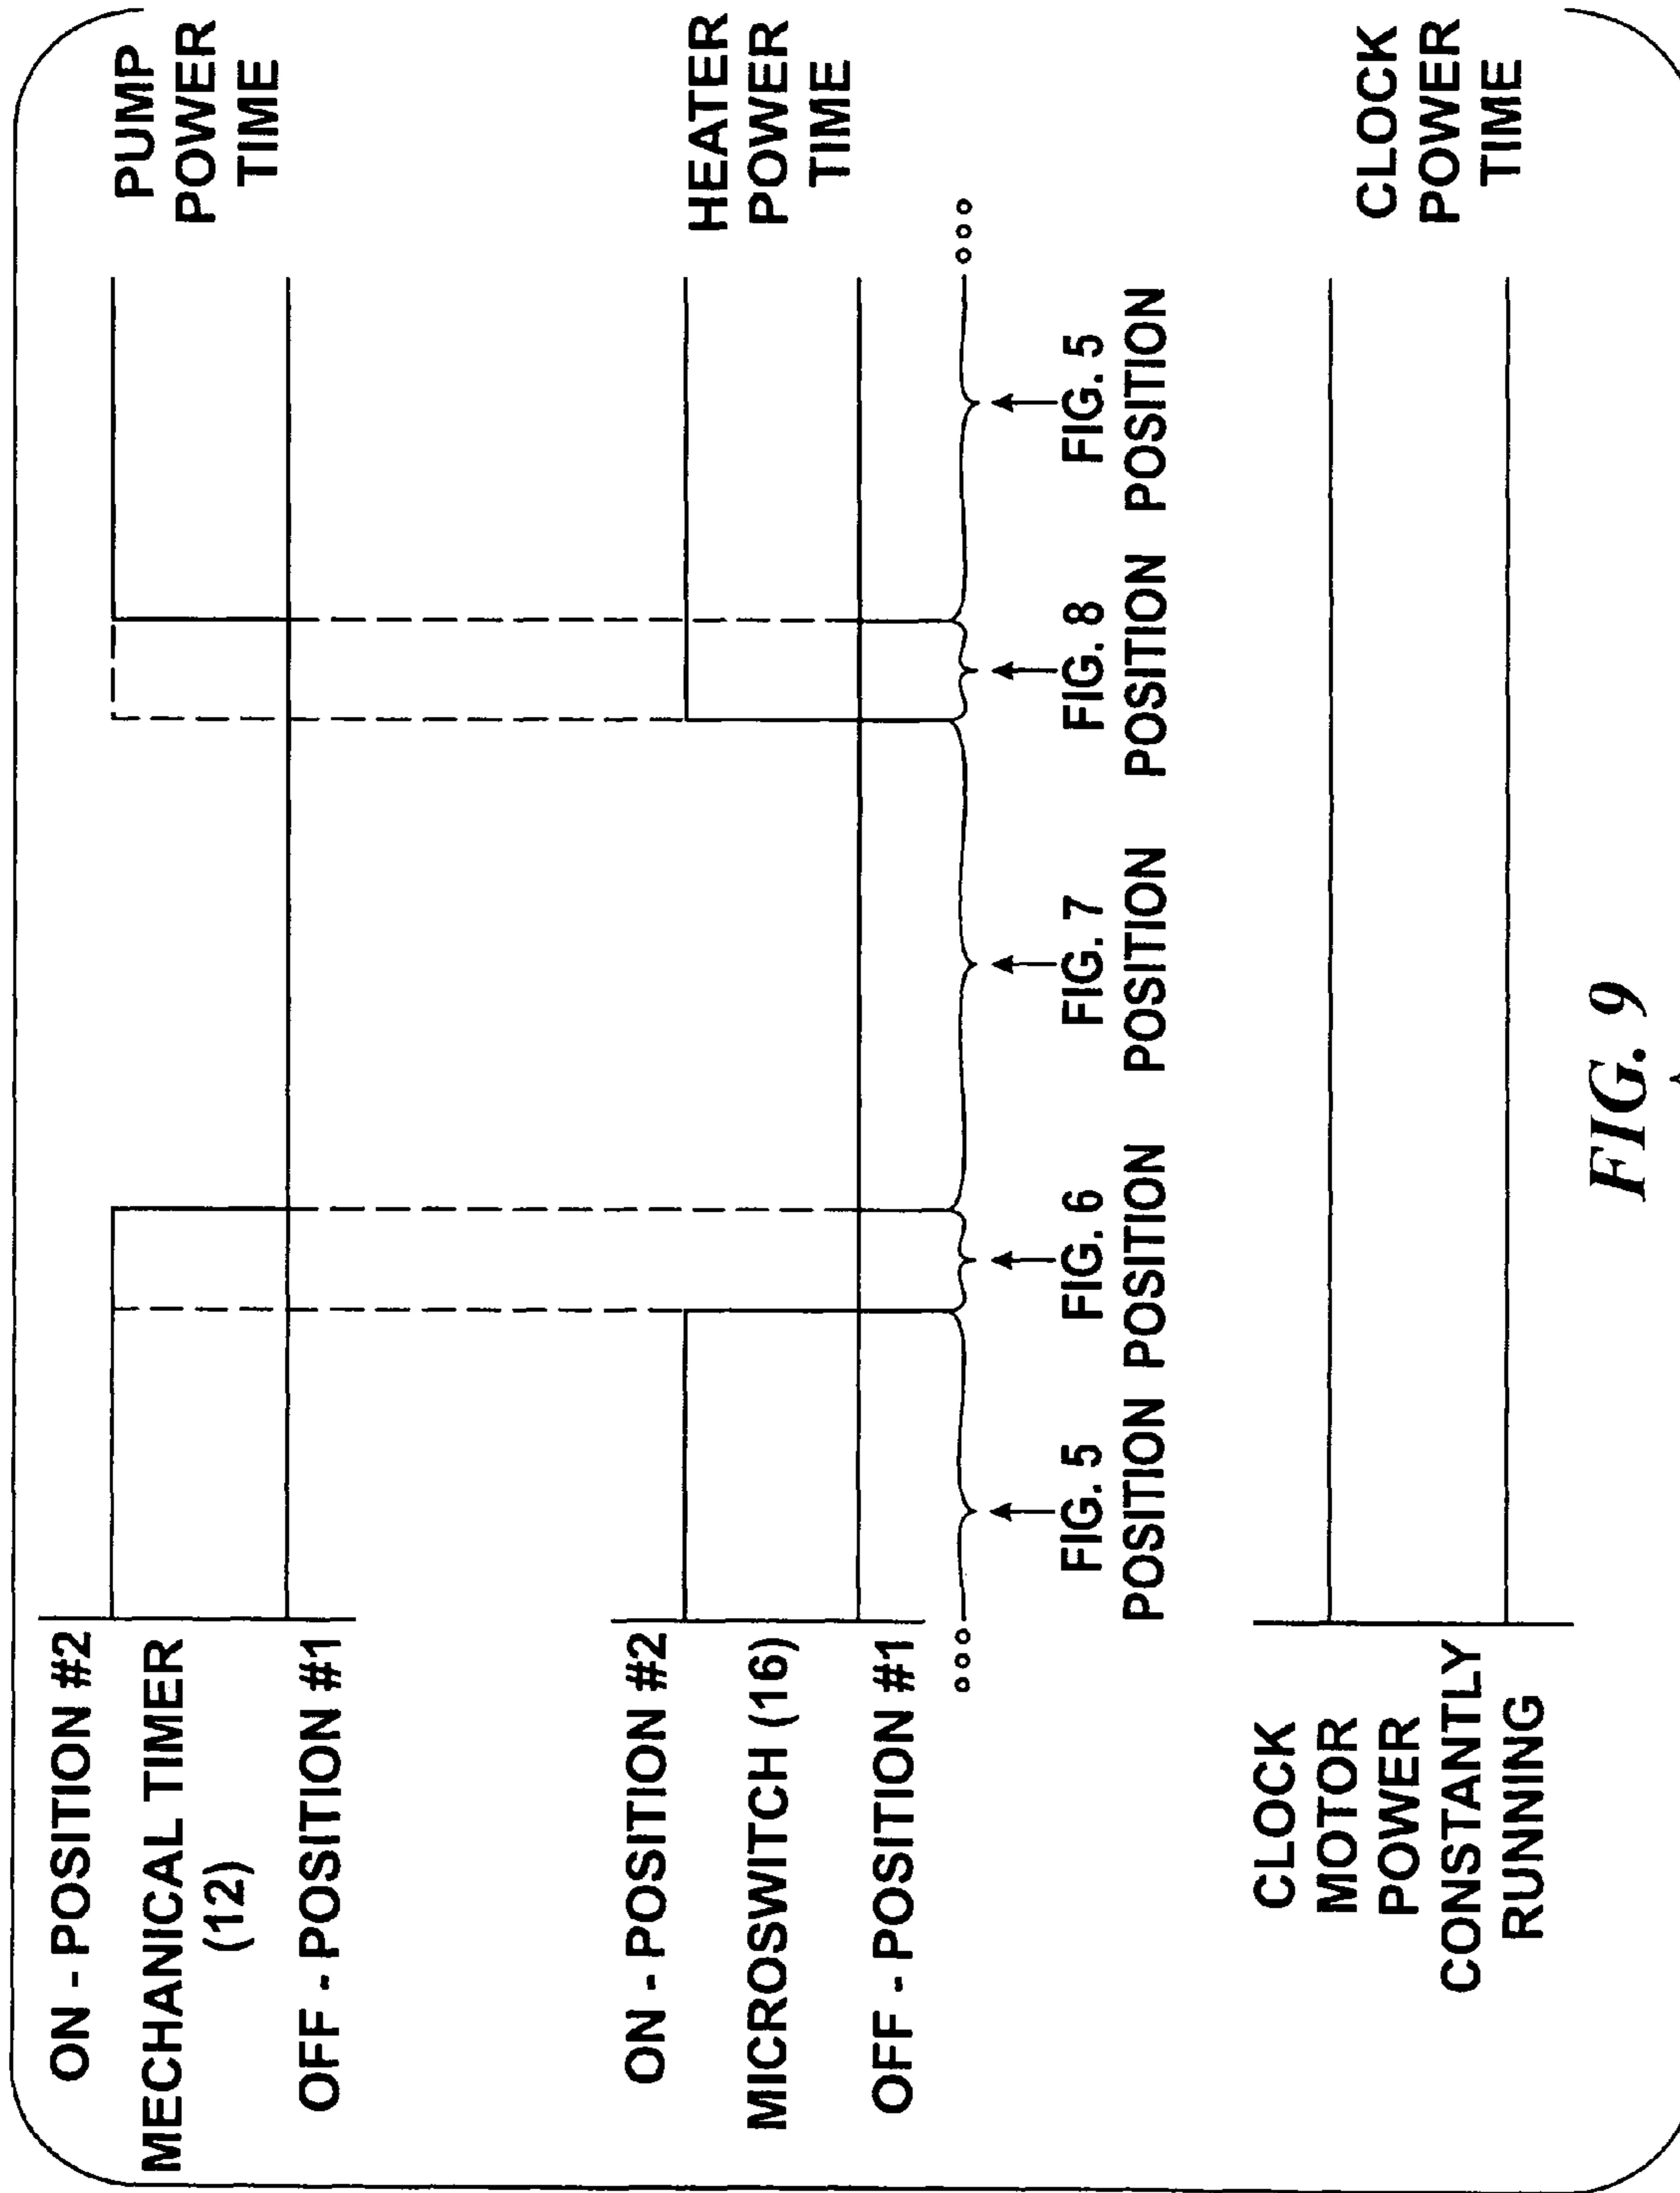 ON - POSITION #2
MECHANICAL TIMER
(12)
OFF - POSITION #1
PUMP
POWER
TIME
ON - POSITION #2
MICROSWITCH (16)
OFF - POSITION #1
HEATER
POWER
TIME
FIG. 5
POSITION
FIG. 6
POSITION
FIG. 7
POSITION
FIG. 8
POSITION
FIG. 5
POSITION
CLOCK
MOTOR
POWER
CONSTANTLY
RUNNING
CLOCK
POWER
TIME
FIG. 9